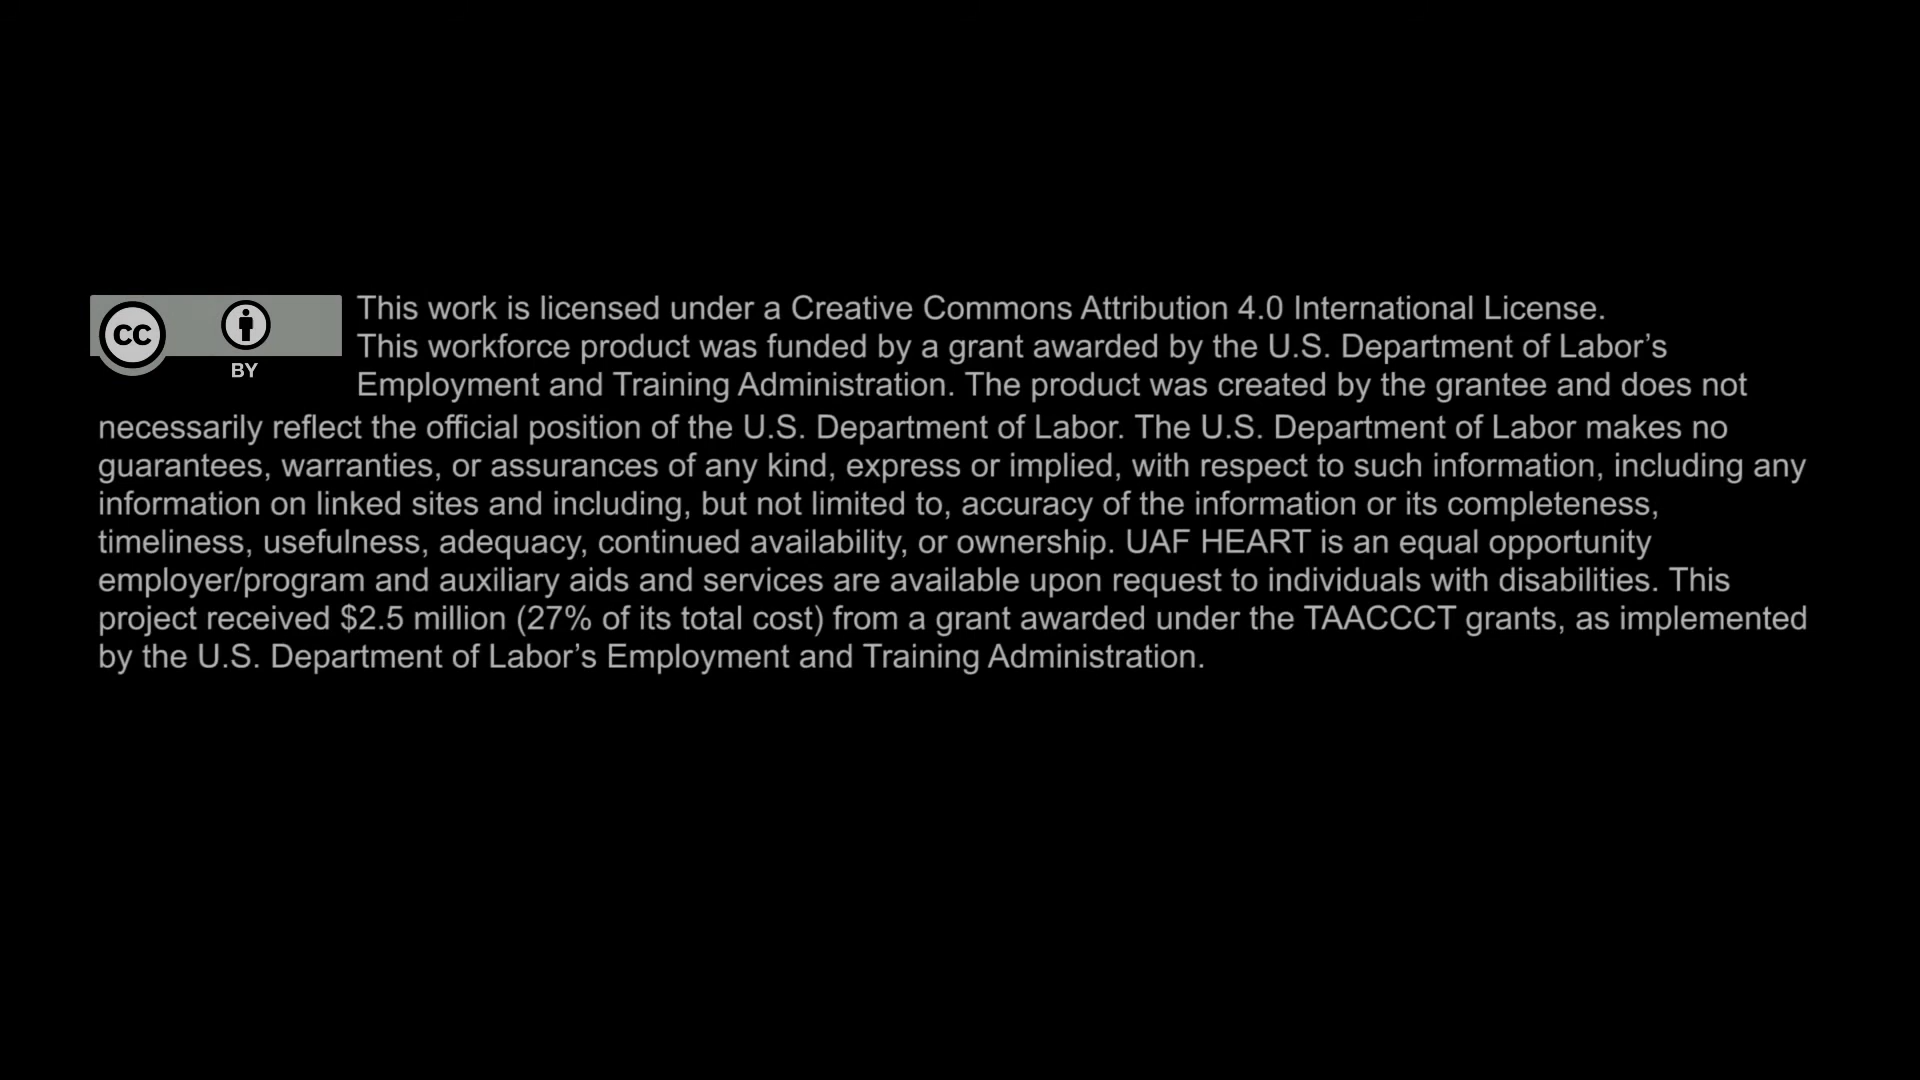 CC
BY
This work is licensed under a Creative Commons Attribution 4.0 International License.
This workforce product was funded by a grant awarded by the U.S. Department of Labor’s
Employment and Training Administration. The product was created by the grantee and does not
necessarily reflect the official position of the U.S. Department of Labor. The U.S. Department of Labor makes no
guarantees, warranties, or assurances of any kind, express or implied, with respect to such information, including any
information on linked sites and including, but not limited to, accuracy of the information or its completeness,
timeliness, usefulness, adequacy, continued availability, or ownership. UAF HEART is an equal opportunity
employer/program and auxiliary aids and services are available upon request to individuals with disabilities. This
project received $2.5 million (27% of its total cost) from a grant awarded under the TAACCCT grants, as implemented
by the U.S. Department of Labor’s Employment and Training Administration.